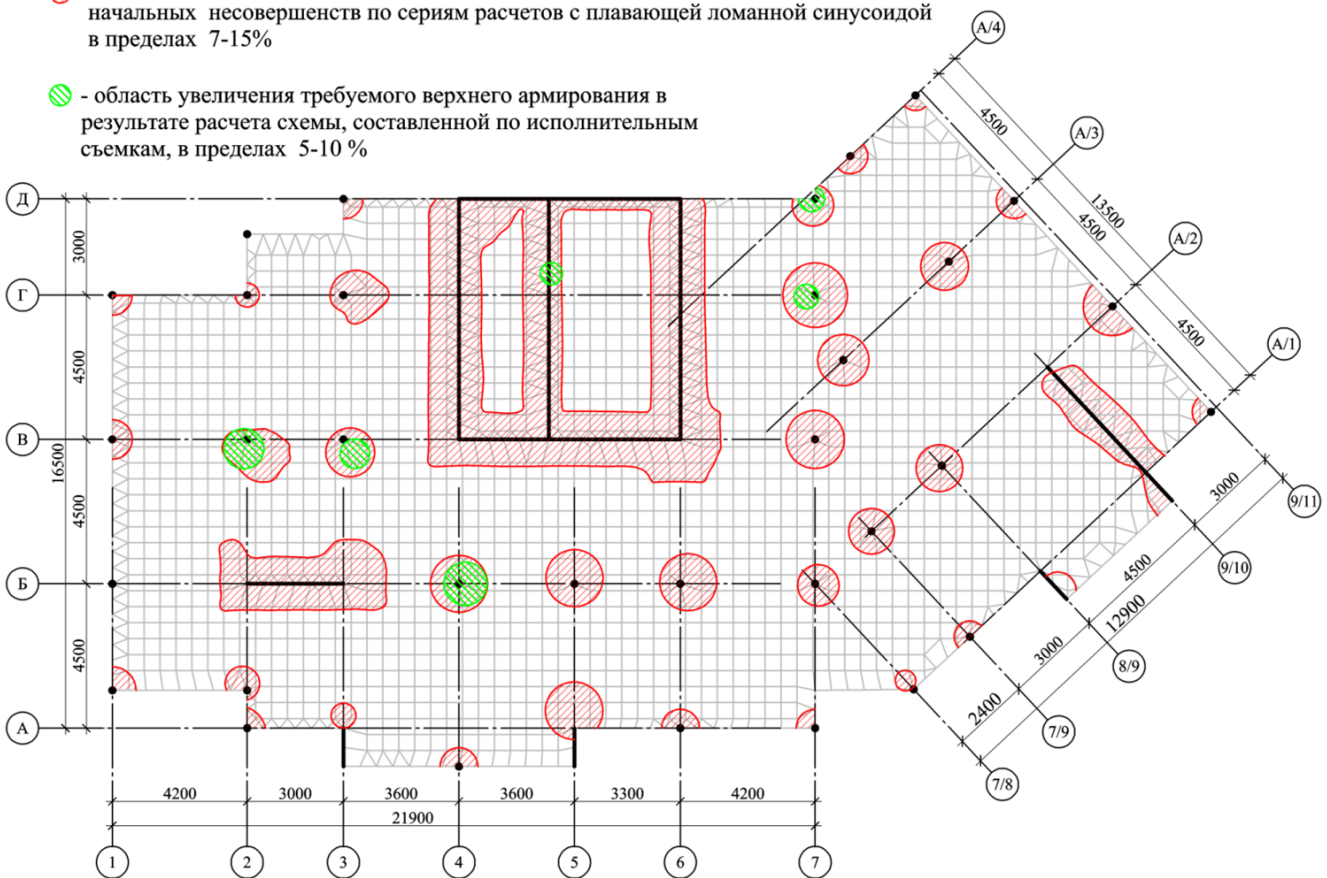 начальных несовершенств по сериям расчетов с плавающей ломанной синусоидой
в пределах 7-15%
- область увеличения требуемого верхнего армирования в
результате расчета схемы, составленной по исполнительным
съемкам, в пределах 5-10 %
А/4
А/3
А/2
А/1
4500
4500
4500
13500
Д
Г
В
Б
А
3000
4500
4500
4500
16500
9/11
9/10
8/9
7/9
7/8
3000
4500
12900
3000
2400
4200
3000
3600
3600
3300
4200
21900
1
2
3
4
5
6
7